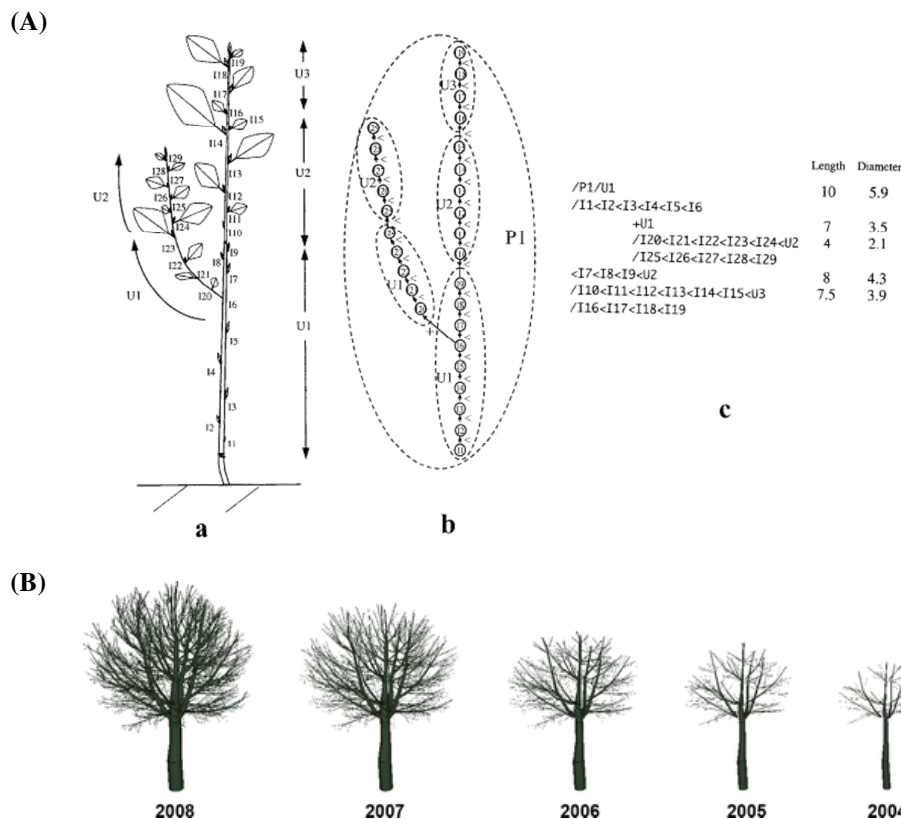 (A)
I19
I18
I17
I16
I15
I14
I13
I12
I11
I10
I9
I8
I7
I6
I5
I4
I3
I2
I1
I29
I28
I27
I26
I25
I24
I23
I22
I21
I20
U3
U2
U1
U2
U1
a
U3
U2
U1
U2
U1
P1
+
b
Length Diameter
/P1/U1 10 5.9
/I1<I2<I3<I4<I5<I6
+U1 7 3.5
/I20<I21<I22<I23<I24<U2 4 2.1
/I25<I26<I27<I28<I29
<I7<I8<I9<U2 8 4.3
/I10<I11<I12<I13<I14<I15<U3 7.5 3.9
/I16<I17<I18<I19
c
(B)
2008 2007 2006 2005 2004